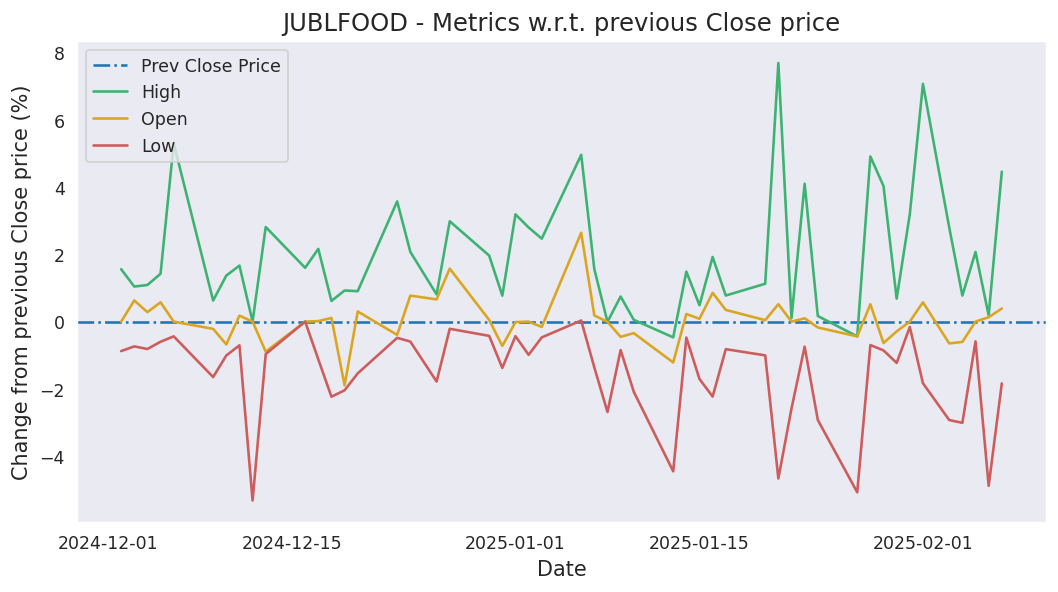 JUBLFOOD - Metrics w.r.t. previous Close price
Change from previous Close price (%)
8
6
4
2
0
−2
−4
Prev Close Price
High
Open
Low
2024-12-01
2024-12-15
2025-01-01
2025-01-15
2025-02-01
Date